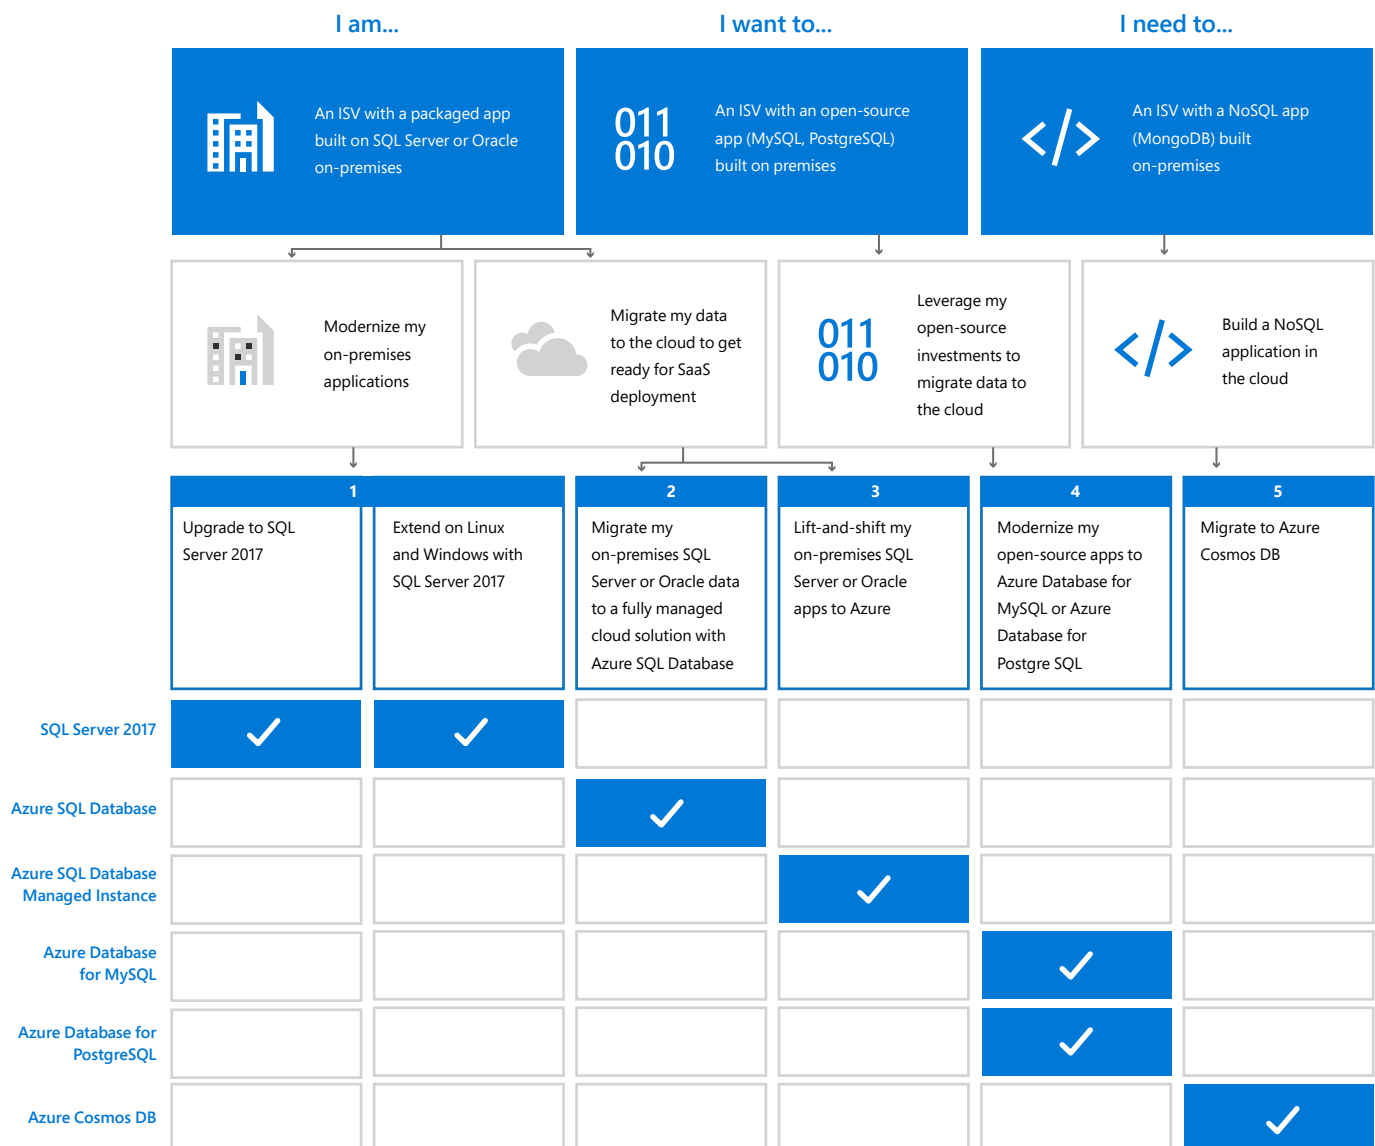 I am...
I want to...
I need to...
An ISV with a packaged app
built on SQL Server or Oracle
on-premises
011
010
An ISV with an open-source
app (MySQL, PostgreSQL)
built on premises
</>
An ISV with a NoSQL app
(MongoDB) built
on-premises
Modernize my
on-premises
applications
Migrate my data
to the cloud to get
ready for SaaS
deployment
011
010
Leverage my
open-source
investments to
migrate data to
the cloud
</>
Build a NoSQL
application in
the cloud
1
Upgrade to SQL
Server 2017
Extend on Linux
and Windows with
SQL Server 2017
2
Migrate my
on-premises SQL
Server or Oracle data
to a fully managed
cloud solution with
Azure SQL Database
3
Lift-and-shift my
on-premises SQL
Server or Oracle
apps to Azure
4
Modernize my
open-source apps to
Azure Database for
MySQL or Azure
Database for
Postgre SQL
5
Migrate to Azure
Cosmos DB
SQL Server 2017
Azure SQL Database
Azure SQL Database
Managed Instance
Azure Database
for MySQL
Azure Database for
PostgreSQL
Azure Cosmos DB